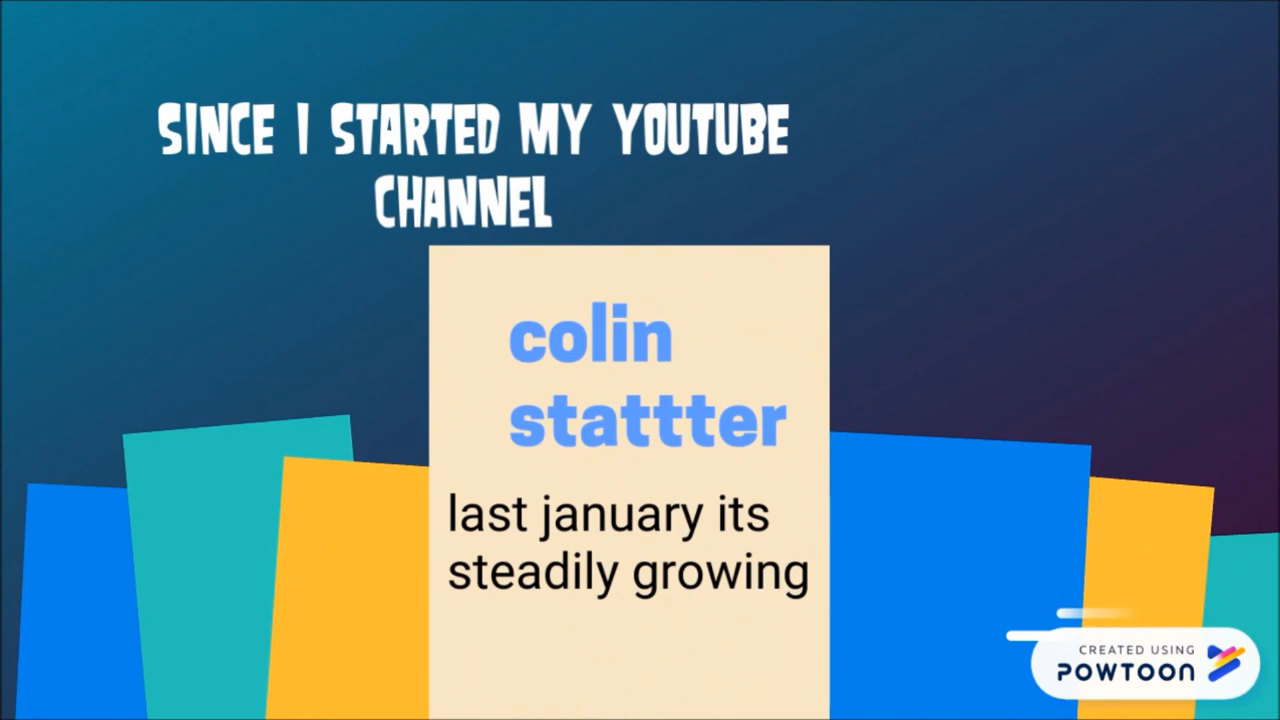 SINCE I STARTED MY YOUTUBE
CHANNEL
colin
stattter
last january its
steadily growing
CREATED USING
POWTOON